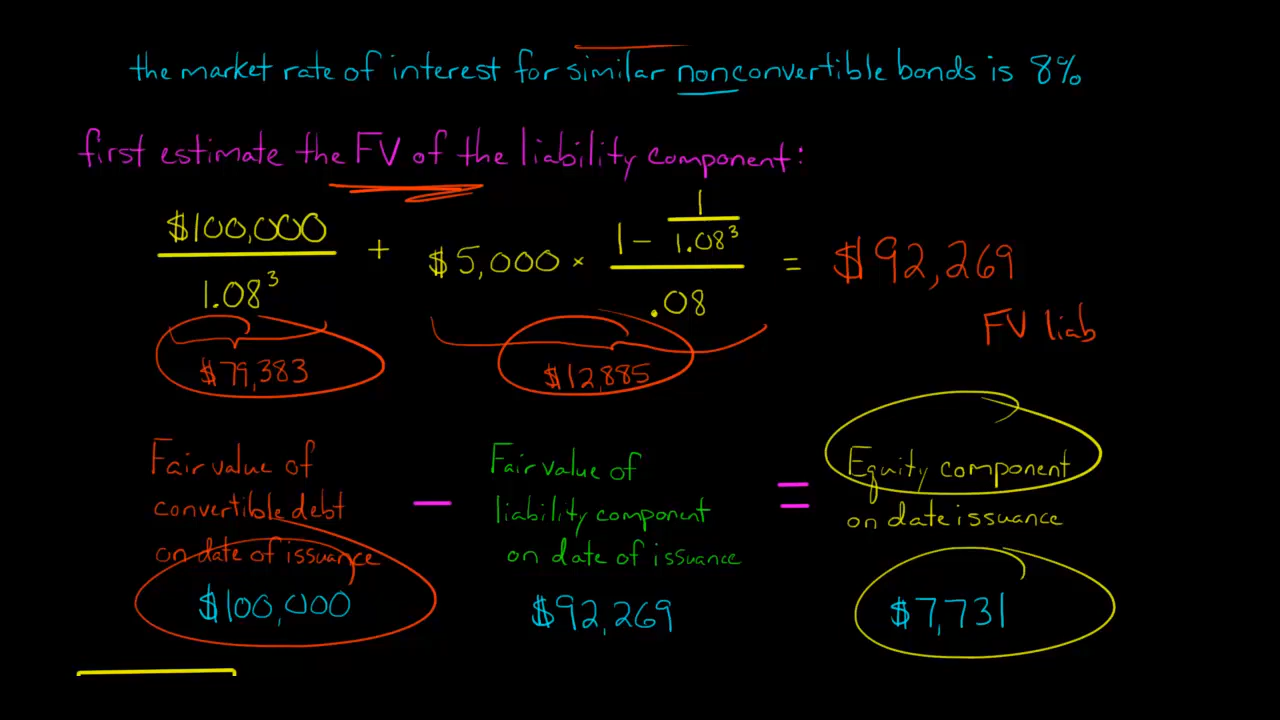 the market rate of interest for similar nonconvertible bonds is 8%
first estimate the FV of the liability component:
$100,000 / 1.08³ + $5,000 × (1 - 1/1.08³) / .08 = $92,269
FV liab
$79,383 $12,885
Fair value of convertible debt on date of issuance - Fair value of liability component on date of issuance = Equity component on date issuance
$100,000 $92,269 $7,731